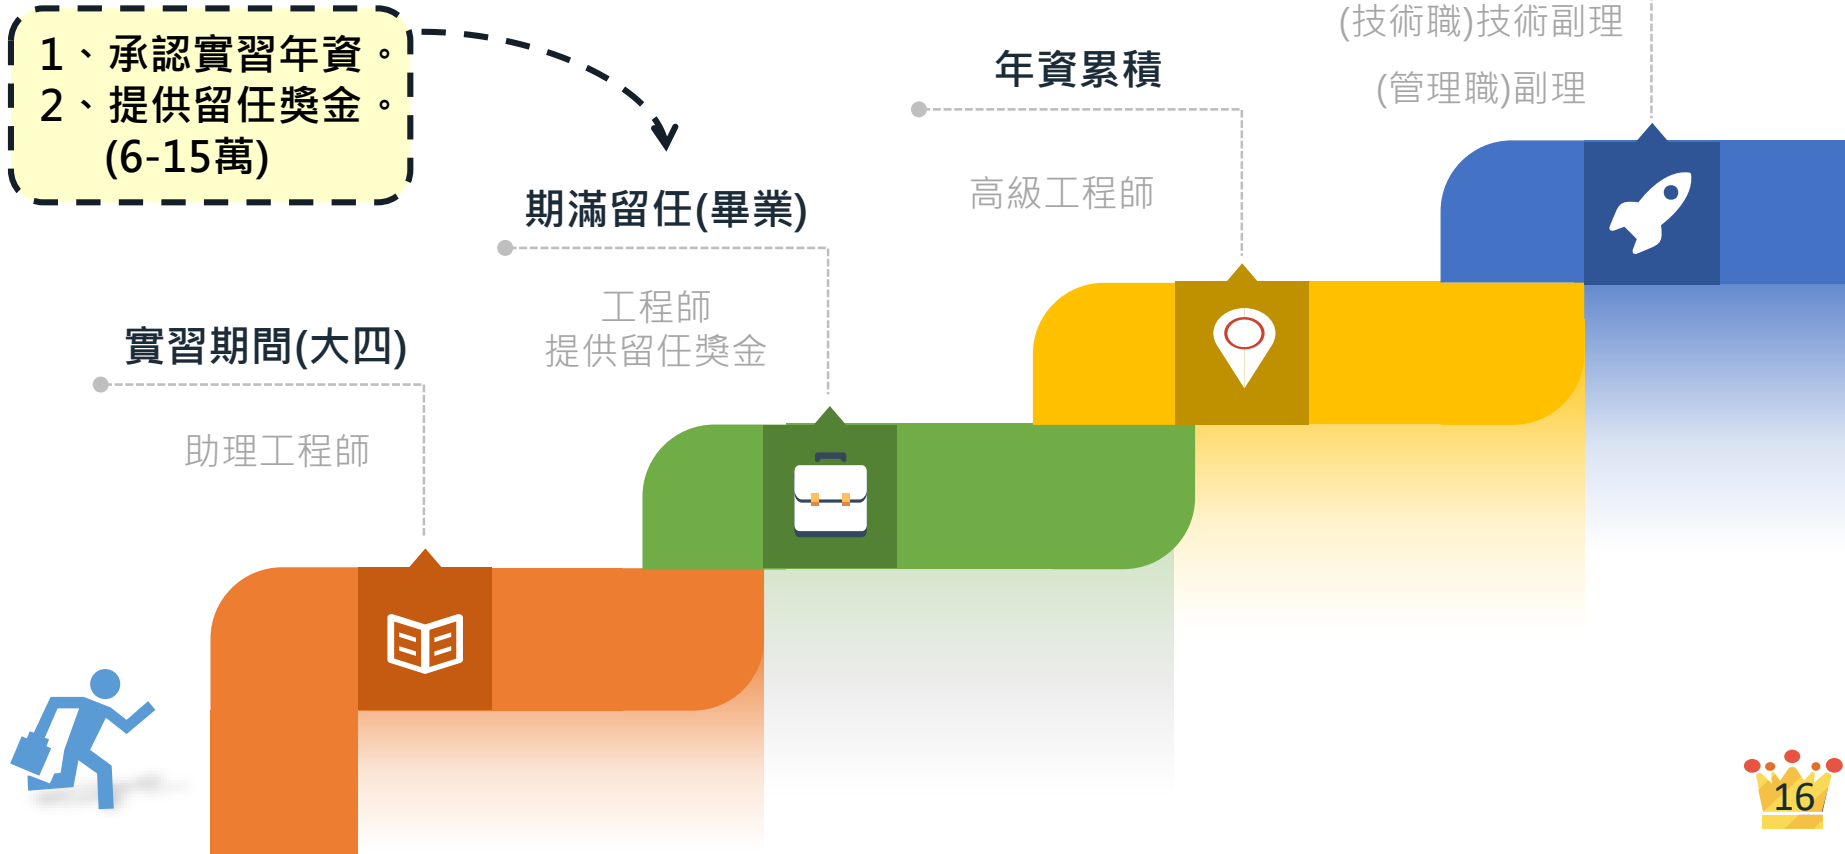 1、承認實習年資。
2、提供留任獎金。
(6-15萬)
(技術職)技術副理
(管理職)副理
年資累積
高級工程師
期滿留任(畢業)
工程師
提供留任獎金
實習期間(大四)
助理工程師
16